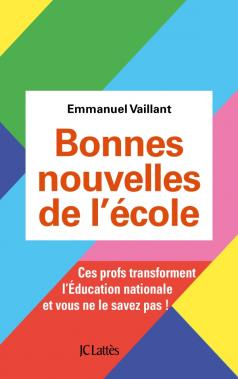 Emmanuel Vaillant
Bonnes
nouvelles
de l'école
Ces profs transforment
l'Éducation nationale
et vous ne le savez pas !
JC Lattès